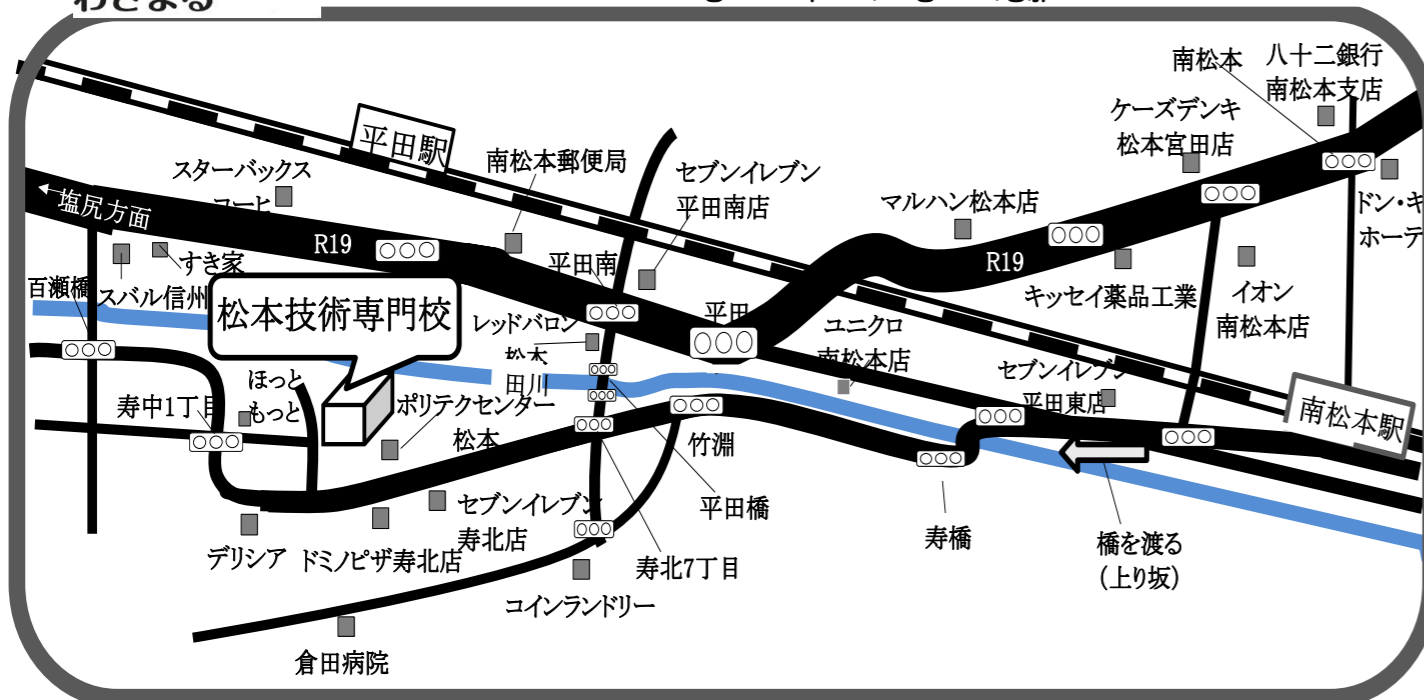 わざまる
南松本
八十二銀行
南松本支店
ケーズデンキ
松本宮田店
平田駅
スターバックス
コーヒ
南松本郵便局
セブンイレブン
平田南店
マルハン松本店
ドン・キ
ホーテ
←塩尻方面
R19
R19
すき家
スバル信州
百瀬橋
平田南
平田
キッセイ薬品工業
イオン
南松本店
松本技術専門校
レッドバロン
松本
田川
ユニクロ
南松本店
セブンイレブン
平田東店
南松本駅
ほっと
もっと
寿中1丁目
ポリテクセンター
松本
竹淵
セブンイレブン
寿北店
平田橋
寿橋
橋を渡る
(上り坂)
デリシア
ドミノピザ寿北店
寿北7丁目
コインランドリー
倉田病院